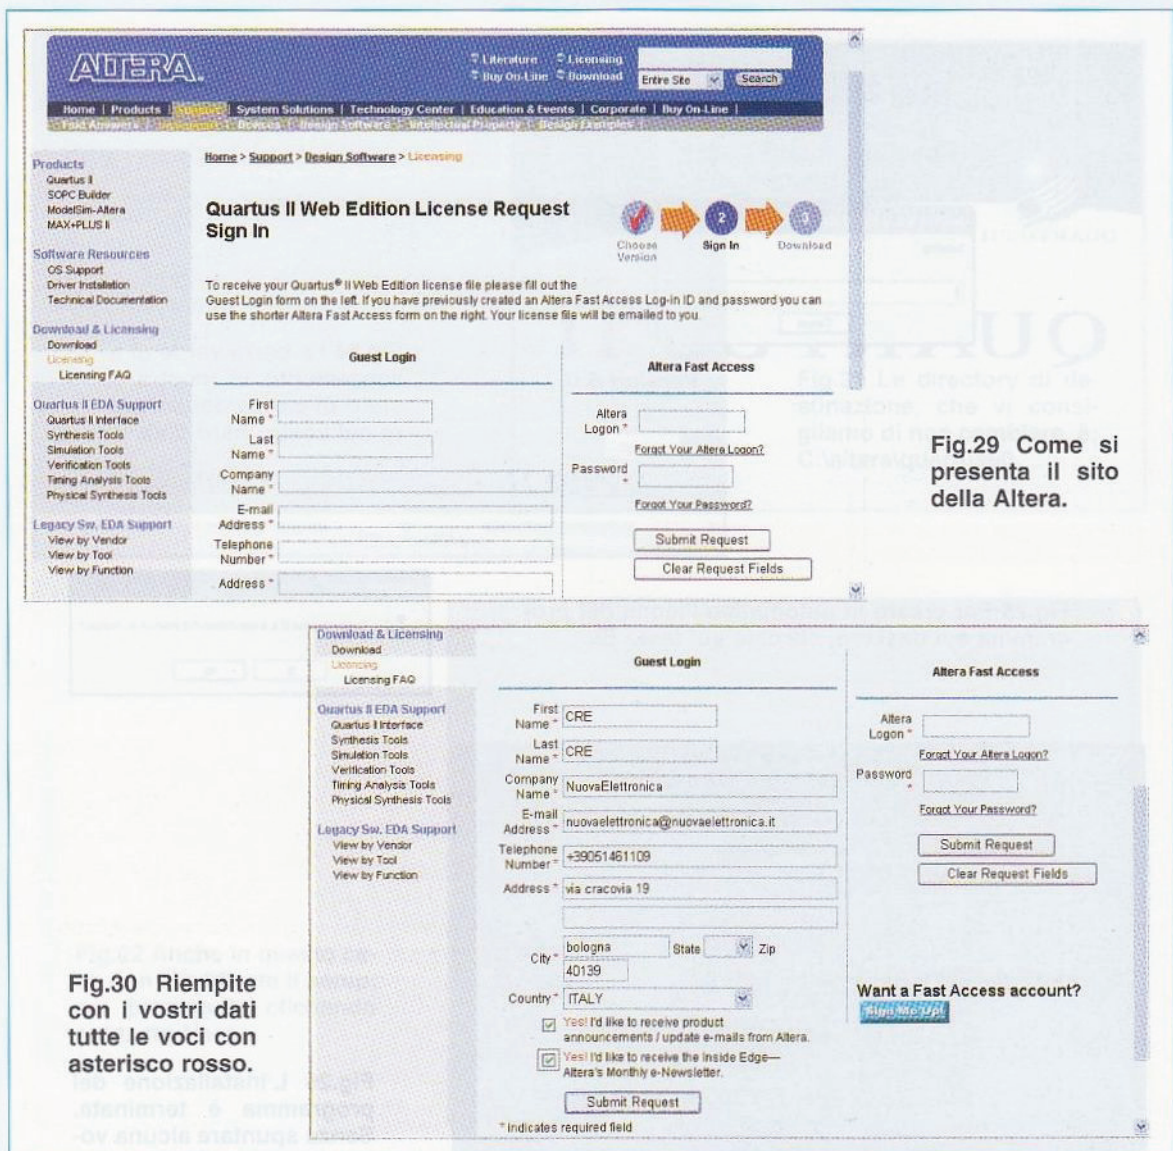 ALTERA
Literature
Licensing
Buy On-Line
Download
Entire Site
Search
Home | Products | Support | System Solutions | Technology Center | Education & Events | Corporate | Buy On-Line |
Devices | Design Software | Intellectual Property | Design Examples
Home > Support > Design Software > Licensing
Products
Quartus II
SOPC Builder
ModelSim-Altera
MAX+PLUS II
Software Resources
OS Support
Driver Installation
Technical Documentation
Download & Licensing
Download
Licensing
Licensing FAQ
Quartus II EDA Support
Quartus II Interface
Synthesis Tools
Simulation Tools
Verification Tools
Timing Analysis Tools
Physical Synthesis Tools
Legacy Sw. EDA Support
View by Vendor
View by Tool
View by Function
Quartus II Web Edition License Request
Sign In
Choose
Version
2
Sign In
3
Download
To receive your Quartus® II Web Edition license file please fill out the
Guest Login form on the left. If you have previously created an Altera Fast Access Log-in ID and password you can
use the shorter Altera Fast Access form on the right. Your license file will be emailed to you.
Guest Login
First
Name *
Last
Name *
Company
Name *
E-mail
Address *
Telephone
Number *
Address *
Altera Fast Access
Altera
Logon *
Forgot Your Altera Logon?
Password
*
Forgot Your Password?
Submit Request
Clear Request Fields
Fig.29 Come si
presenta il sito
della Altera.
Download & Licensing
Download
Licensing
Licensing FAQ
Quartus II EDA Support
Quartus II Interface
Synthesis Tools
Simulation Tools
Verification Tools
Timing Analysis Tools
Physical Synthesis Tools
Legacy Sw. EDA Support
View by Vendor
View by Tool
View by Function
Guest Login
First
Name * CRE
Last
Name * CRE
Company
Name * NuovaElettronica
E-mail
Address * nuovaelettronica@nuovaelettronica.it
Telephone
Number * +39051461109
Address * via cracovia 19
City * bologna State Zip
40139
Country * ITALY
Yes! I'd like to receive product
announcements / update e-mails from Altera.
Yes! I'd like to receive the Inside Edge—
Altera's Monthly e-Newsletter.
Submit Request
* Indicates required field
Altera Fast Access
Altera
Logon *
Forgot Your Altera Logon?
Password
*
Forgot Your Password?
Submit Request
Clear Request Fields
Want a Fast Access account?
Sign Me Up!
Fig.30 Riempite
con i vostri dati
tutte le voci con
asterisco rosso.